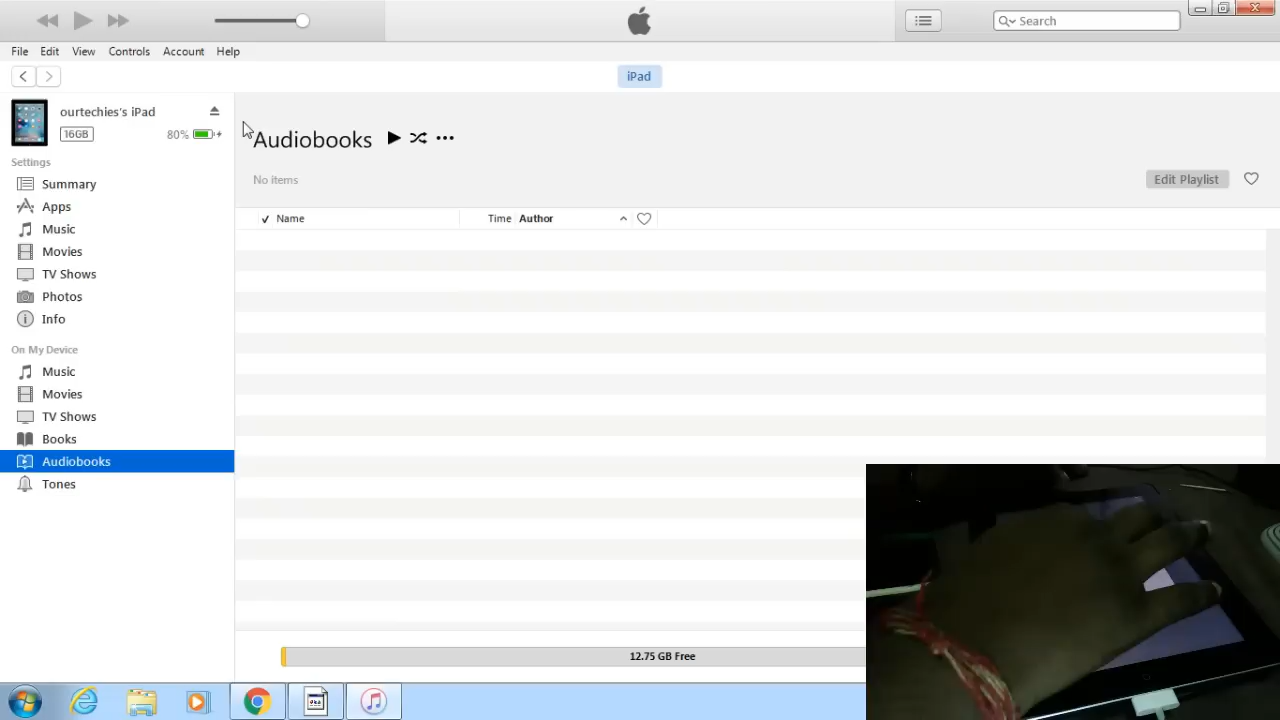 Search
File Edit View Controls Account Help
iPad
ourtechies's iPad
16GB 80%
Settings
Summary
Apps
Music
Movies
TV Shows
Photos
Info
On My Device
Music
Movies
TV Shows
Books
Audiobooks
Tones
Audiobooks
No items
Edit Playlist
Name Time Author
12.75 GB Free